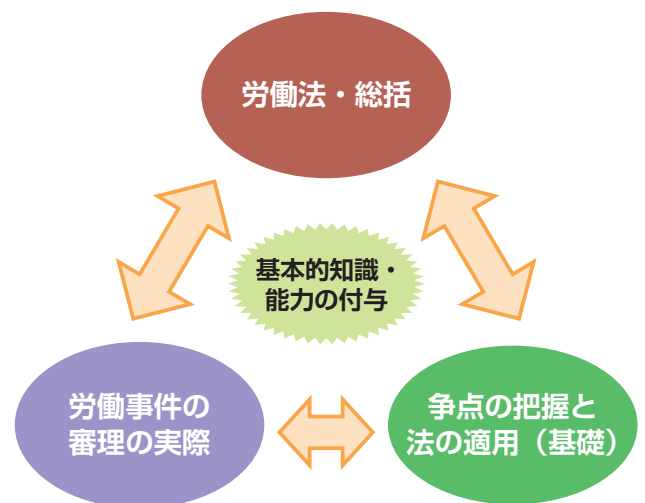 労働法・総括
基本的知識・
能力の付与
労働事件の
審理の実際
争点の把握と
法の適用（基礎）